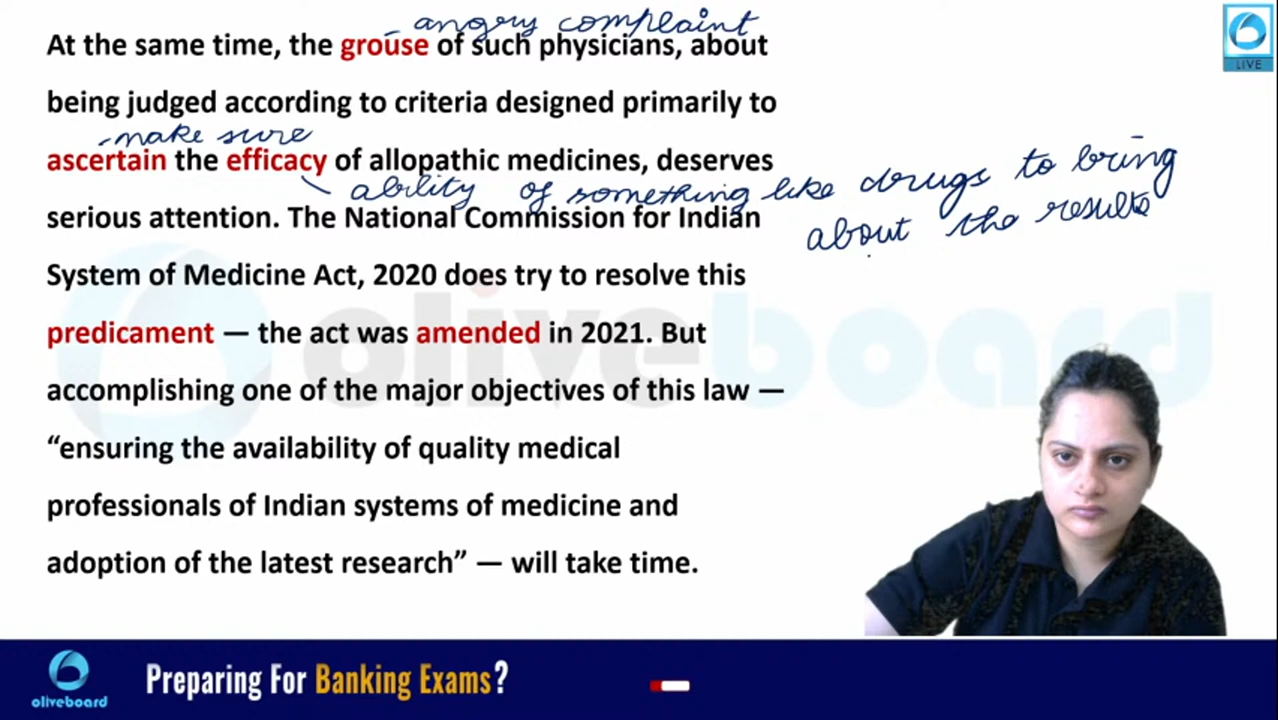 angry complaint
At the same time, the grouse of such physicians, about
being judged according to criteria designed primarily to
make sure
ascertain the efficacy of allopathic medicines, deserves
ability of something like drugs to bring
about the results
serious attention. The National Commission for Indian
System of Medicine Act, 2020 does try to resolve this
predicament — the act was amended in 2021. But
accomplishing one of the major objectives of this law —
“ensuring the availability of quality medical
professionals of Indian systems of medicine and
adoption of the latest research” — will take time.
LIVE
oliveboard
oliveboard
Preparing For Banking Exams?